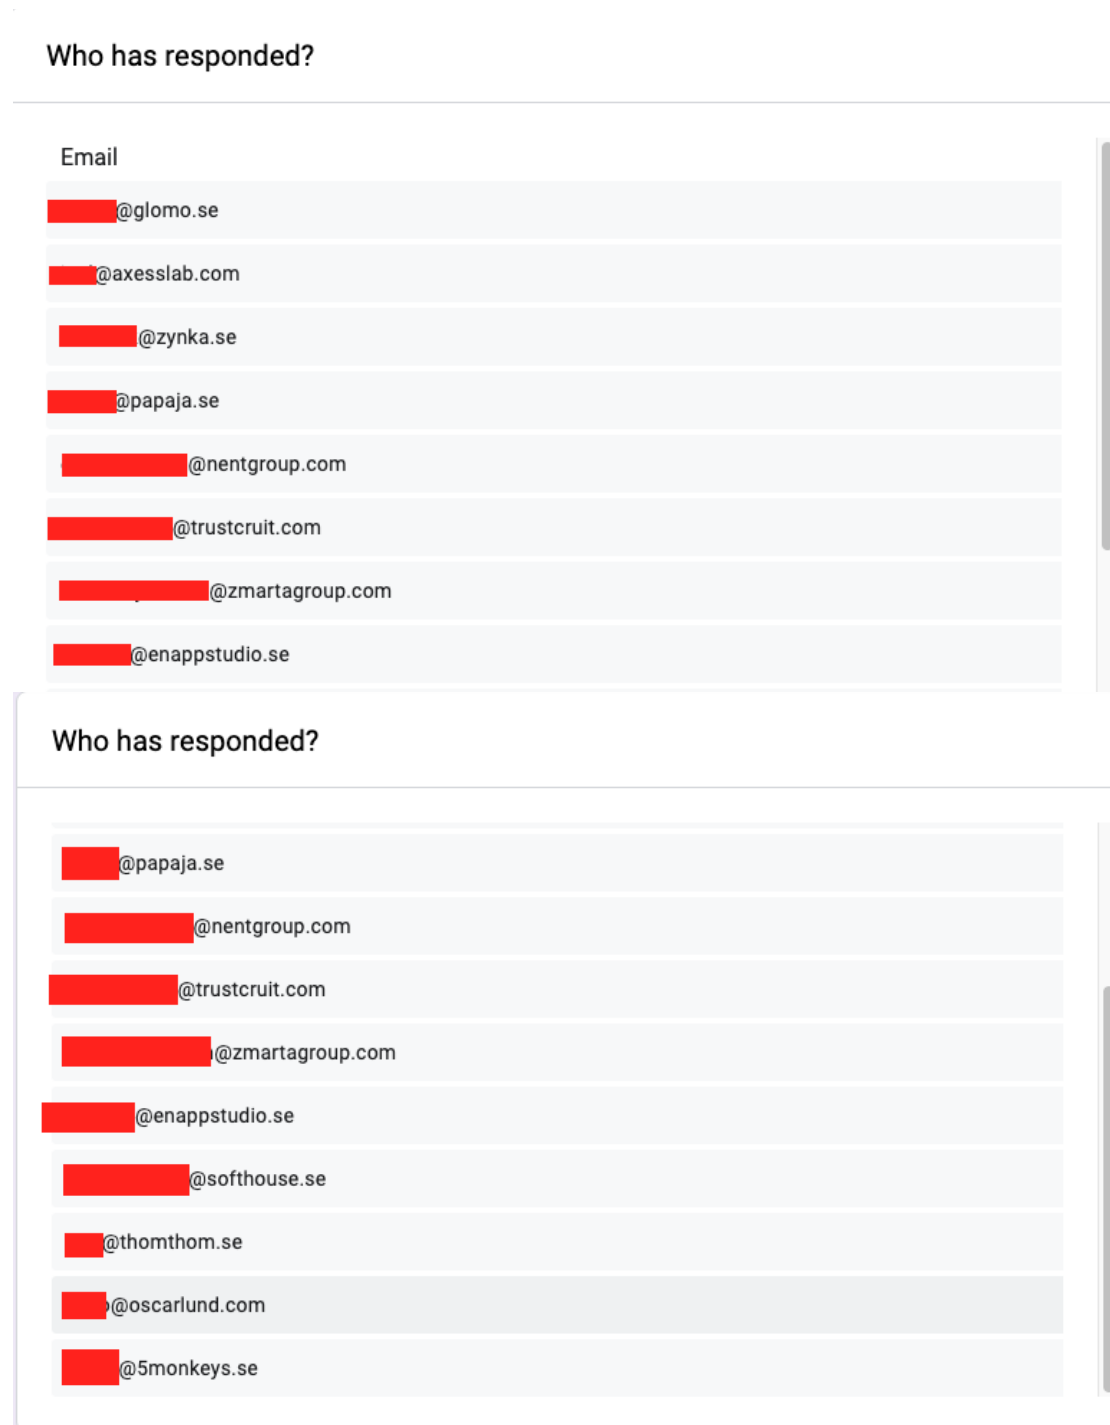 Who has responded?
Email
@glomo.se
@axesslab.com
@zynka.se
@papaja.se
@nentgroup.com
@trustcruit.com
@zmartagroup.com
@enappstudio.se
Who has responded?
@papaja.se
@nentgroup.com
@trustcruit.com
@zmartagroup.com
@enappstudio.se
@softhouse.se
@thomthom.se
@oscarlund.com
@5monkeys.se